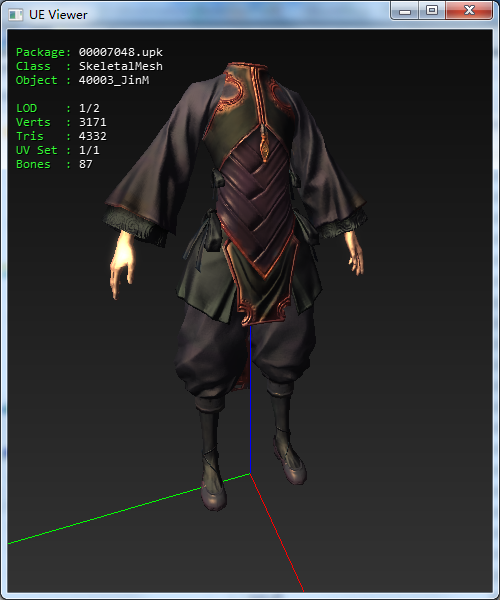 UE Viewer
Package: 00007048.upk
Class : SkeletalMesh
Object : 40003_JinM
LOD : 1/2
Verts : 3171
Tris : 4332
UV Set : 1/1
Bones : 87